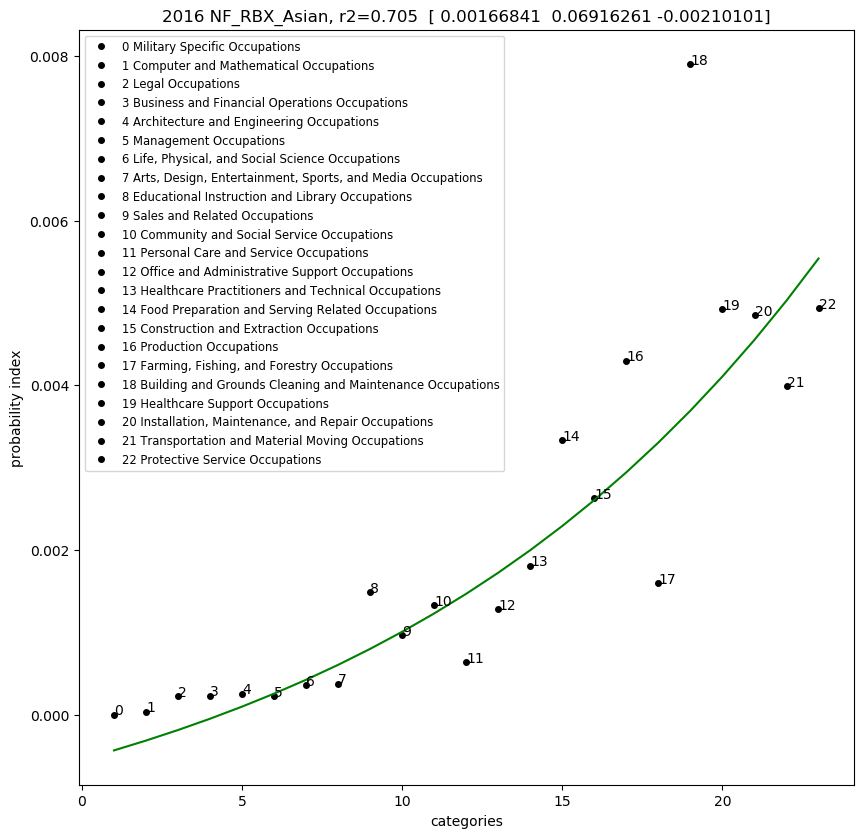 2016 NF_RBX_Asian, r2=0.705  [ 0.00166841  0.06916261 -0.00210101]
0 Military Specific Occupations
1 Computer and Mathematical Occupations
2 Legal Occupations
3 Business and Financial Operations Occupations
4 Architecture and Engineering Occupations
5 Management Occupations
6 Life, Physical, and Social Science Occupations
7 Arts, Design, Entertainment, Sports, and Media Occupations
8 Educational Instruction and Library Occupations
9 Sales and Related Occupations
10 Community and Social Service Occupations
11 Personal Care and Service Occupations
12 Office and Administrative Support Occupations
13 Healthcare Practitioners and Technical Occupations
14 Food Preparation and Serving Related Occupations
15 Construction and Extraction Occupations
16 Production Occupations
17 Farming, Fishing, and Forestry Occupations
18 Building and Grounds Cleaning and Maintenance Occupations
19 Healthcare Support Occupations
20 Installation, Maintenance, and Repair Occupations
21 Transportation and Material Moving Occupations
22 Protective Service Occupations
probability index
0.008
0.006
0.004
0.002
0.000
0
1
2
3
4
5
6
7
8
9
10
11
12
13
14
15
16
17
18
19
20
21
22
0
5
10
15
20
categories